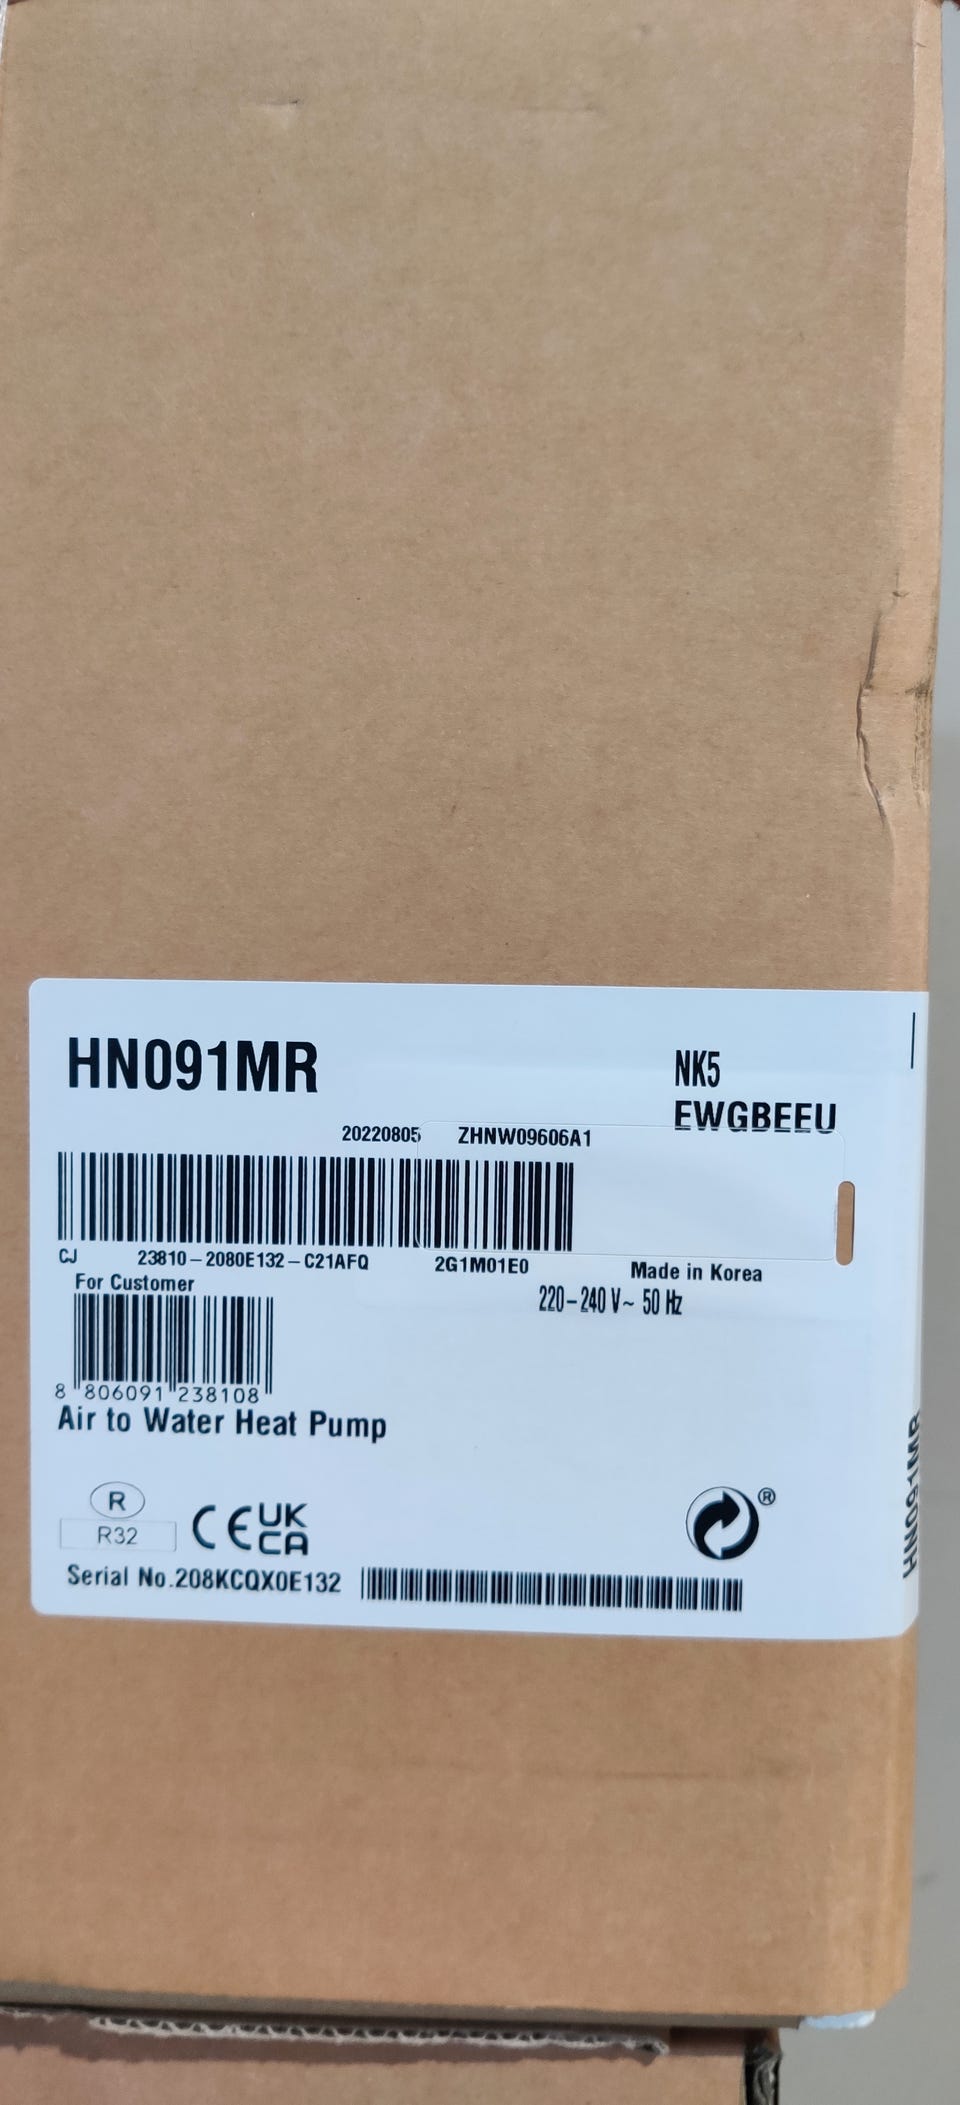 HN091MR
NK5
EWGBEEU
20220805 ZHNW09606A1
CJ 23810-2080E132-C21AFQ 2G1M01E0 Made in Korea
For Customer
220-240 V~ 50 Hz
8 806091 238108
Air to Water Heat Pump
R
R32
CE UK CA
®
Serial No.208KCQX0E132
HN091MR